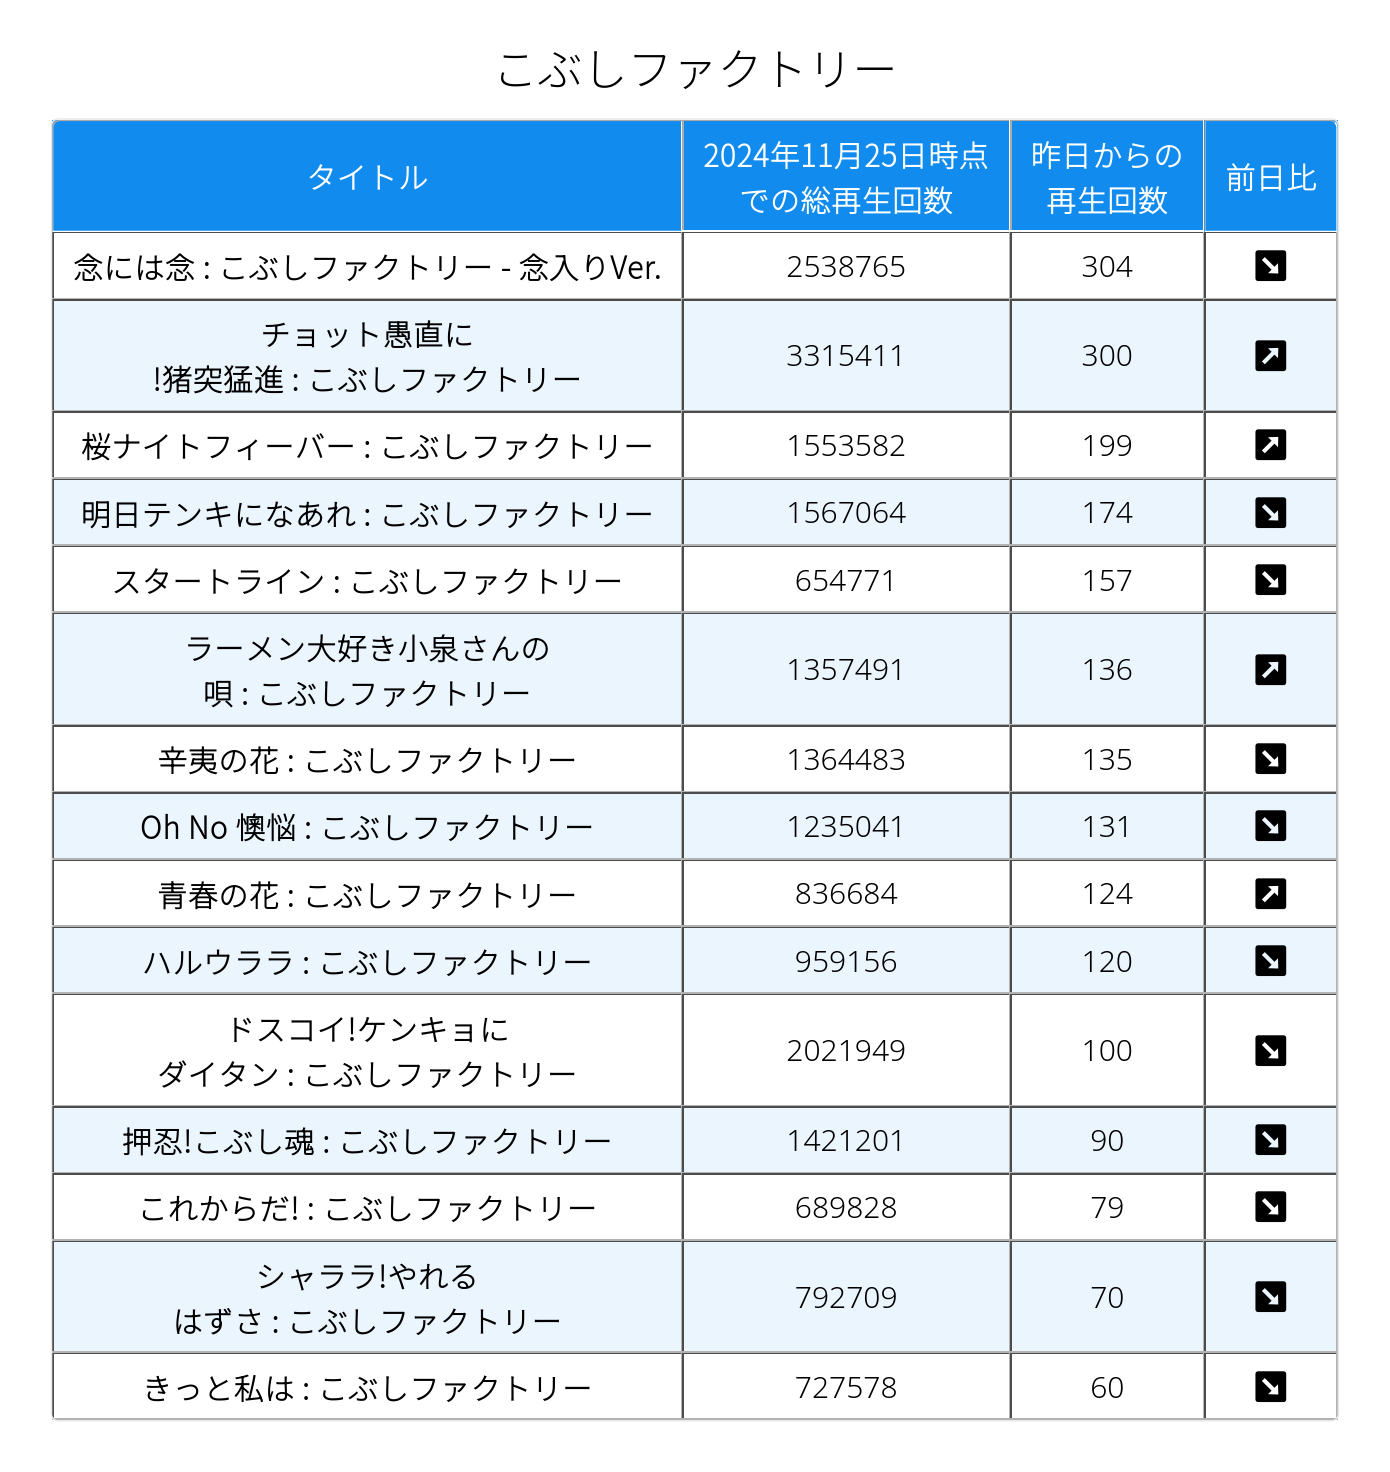 こぶしファクトリー
タイトル
2024年11月25日時点
での総再生回数
昨日からの
再生回数
前日比
念には念 : こぶしファクトリー - 念入りVer.
2538765
304
チョット愚直に
!猪突猛進 : こぶしファクトリー
3315411
300
桜ナイトフィーバー : こぶしファクトリー
1553582
199
明日テンキになあれ : こぶしファクトリー
1567064
174
スタートライン : こぶしファクトリー
654771
157
ラーメン大好き小泉さんの
唄 : こぶしファクトリー
1357491
136
辛夷の花 : こぶしファクトリー
1364483
135
Oh No 懊悩 : こぶしファクトリー
1235041
131
青春の花 : こぶしファクトリー
836684
124
ハルウララ : こぶしファクトリー
959156
120
ドスコイ!ケンキョに
ダイタン : こぶしファクトリー
2021949
100
押忍!こぶし魂 : こぶしファクトリー
1421201
90
これからだ! : こぶしファクトリー
689828
79
シャララ!やれる
はずさ : こぶしファクトリー
792709
70
きっと私は : こぶしファクトリー
727578
60